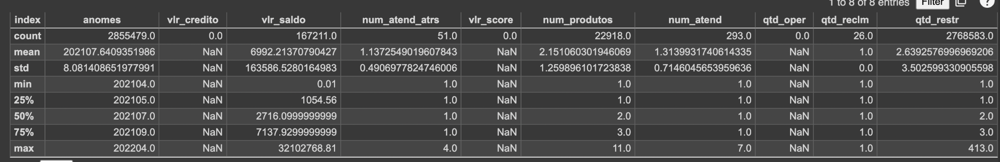 1 to 8 of 8 entries Filter ?
index anomes vlr_credito vlr_saldo num_atend_atrs vlr_score num_produtos num_atend qtd_oper qtd_reclm qtd_restr
count 2855479.0 0.0 167211.0 51.0 0.0 22918.0 293.0 0.0 26.0 2768583.0
mean 202107.6409351986 NaN 6992.21370790427 1.1372549019607843 NaN 2.151060301946069 1.3139931740614335 NaN 1.0 2.6392576996969206
std 8.081408651977991 NaN 163586.5280164983 0.4906977824746006 NaN 1.259896101723838 0.7146045653959636 NaN 0.0 3.502599330905598
min 202104.0 NaN 0.01 1.0 NaN 1.0 1.0 NaN 1.0 1.0
25% 202105.0 NaN 1054.56 1.0 NaN 1.0 1.0 NaN 1.0 1.0
50% 202107.0 NaN 2716.0999999999 1.0 NaN 2.0 1.0 NaN 1.0 2.0
75% 202109.0 NaN 7137.9299999999 1.0 NaN 3.0 1.0 NaN 1.0 3.0
max 202204.0 NaN 32102768.81 4.0 NaN 11.0 7.0 NaN 1.0 413.0